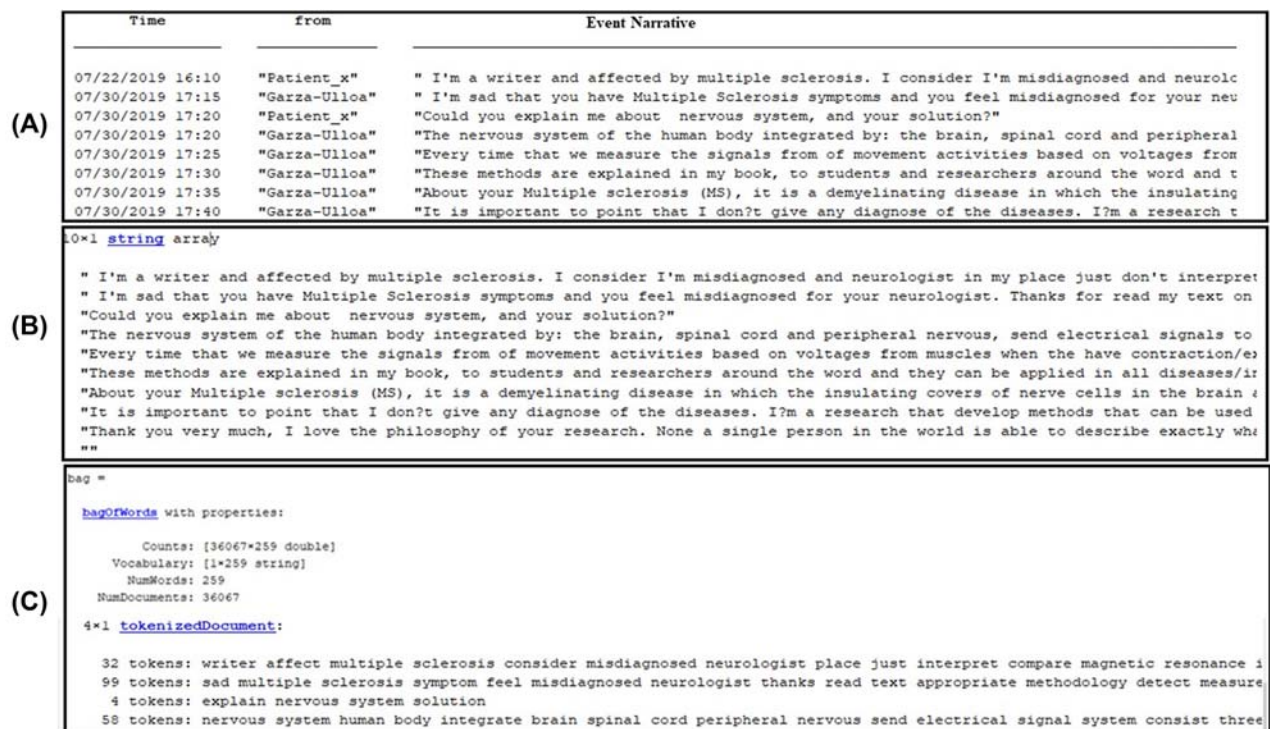 Time from Event Narrative
(A)
07/22/2019 16:10 "Patient_x" " I'm a writer and affected by multiple sclerosis. I consider I'm misdiagnosed and neurolc
07/30/2019 17:15 "Garza-Ulloa" " I'm sad that you have Multiple Sclerosis symptoms and you feel misdiagnosed for your neu
07/30/2019 17:20 "Patient_x" "Could you explain me about nervous system, and your solution?"
07/30/2019 17:20 "Garza-Ulloa" "The nervous system of the human body integrated by: the brain, spinal cord and peripheral
07/30/2019 17:25 "Garza-Ulloa" "Every time that we measure the signals from of movement activities based on voltages from
07/30/2019 17:30 "Garza-Ulloa" "These methods are explained in my book, to students and researchers around the word and t
07/30/2019 17:35 "Garza-Ulloa" "About your Multiple sclerosis (MS), it is a demyelinating disease in which the insulating
07/30/2019 17:40 "Garza-Ulloa" "It is important to point that I don?t give any diagnose of the diseases. I?m a research t
(B)
10×1 string array
" I'm a writer and affected by multiple sclerosis. I consider I'm misdiagnosed and neurologist in my place just don't interpret
" I'm sad that you have Multiple Sclerosis symptoms and you feel misdiagnosed for your neurologist. Thanks for read my text on
"Could you explain me about nervous system, and your solution?"
"The nervous system of the human body integrated by: the brain, spinal cord and peripheral nervous, send electrical signals to
"Every time that we measure the signals from of movement activities based on voltages from muscles when the have contraction/ex
"These methods are explained in my book, to students and researchers around the word and they can be applied in all diseases/in
"About your Multiple sclerosis (MS), it is a demyelinating disease in which the insulating covers of nerve cells in the brain a
"It is important to point that I don?t give any diagnose of the diseases. I?m a research that develop methods that can be used
"Thank you very much, I love the philosophy of your research. None a single person in the world is able to describe exactly wha
""
(C)
bag =
bagOfWords with properties:
Counts: [36067×259 double]
Vocabulary: [1×259 string]
NumWords: 259
NumDocuments: 36067
4×1 tokenizedDocument:
32 tokens: writer affect multiple sclerosis consider misdiagnosed neurologist place just interpret compare magnetic resonance i
99 tokens: sad multiple sclerosis symptom feel misdiagnosed neurologist thanks read text appropriate methodology detect measure
4 tokens: explain nervous system solution
58 tokens: nervous system human body integrate brain spinal cord peripheral nervous send electrical signal system consist three